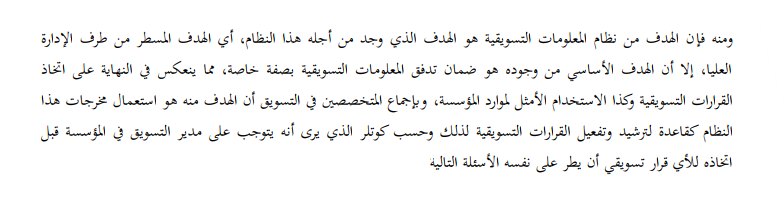 ومنه فإن الهدف من نظام المعلومات التسويقية هو الهدف الذي وجد من أجله هذا النظام، أي الهدف المسطر من طرف الإدارة
العليا، إلا أن الهدف الأساسي من وجوده هو ضمان تدفق المعلومات التسويقية بصفة خاصة، مما ينعكس في النهاية على اتخاذ
القرارات التسويقية وكذا الاستخدام الأمثل لموارد المؤسسة، وبإجماع المتخصصين في التسويق أن الهدف منه هو استعمال مخرجات هذا
النظام كقاعدة لترشيد وتفعيل القرارات التسويقية لذلك وحسب كوتلر الذي يرى أنه يتوجب على مدير التسويق في المؤسسة قبل
اتخاذه للأي قرار تسويقي أن يطر على نفسه الأسئلة التالية